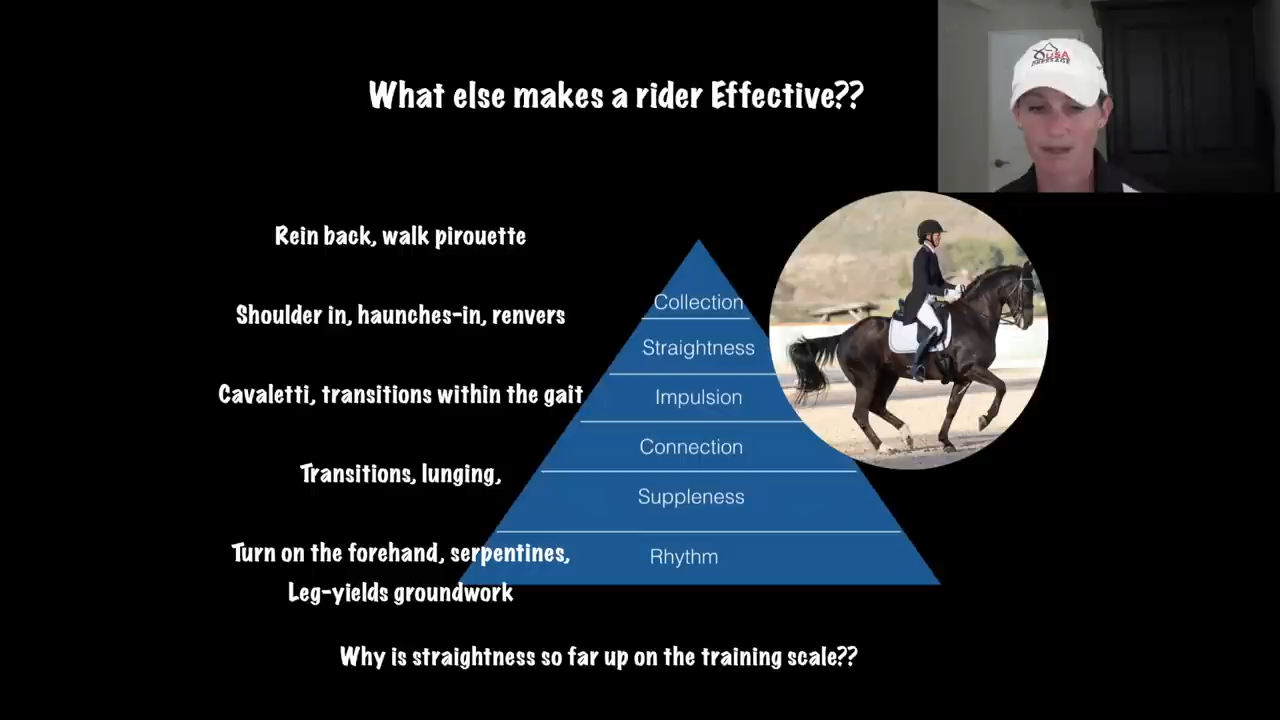 What else makes a rider Effective??
USA
Rein back, walk pirouette
Collection
Shoulder in, haunches-in, renvers
Straightness
Cavaletti, transitions within the gait
Impulsion
Connection
Transitions, lunging,
Suppleness
Turn on the forehand, serpentines,
Rhythm
Leg-yields groundwork
Why is straightness so far up on the training scale??